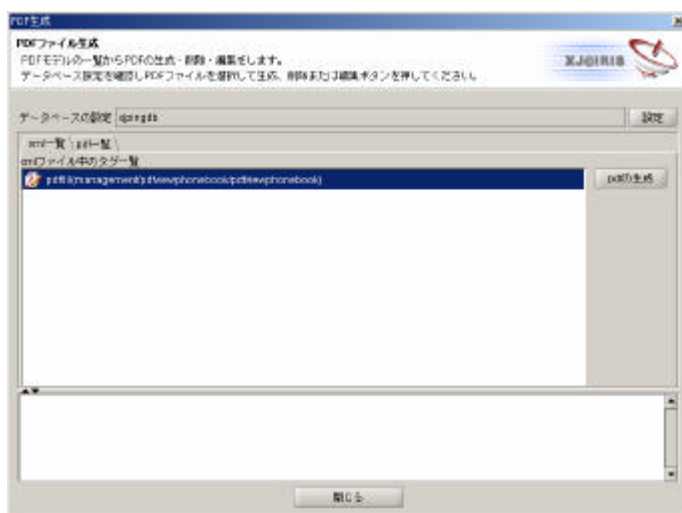 PDF生成
PDFファイル生成
PDFモデルの一覧からPDFの生成・削除・編集をします。
データベース設定を確認しPDFファイルを選択して生成、削除または編集ボタンを押してください。
XJOIRIS
データベースの設定
設定
xml一覧 pdf一覧
xmlファイル中のタグ一覧
pdfの生成
閉じる